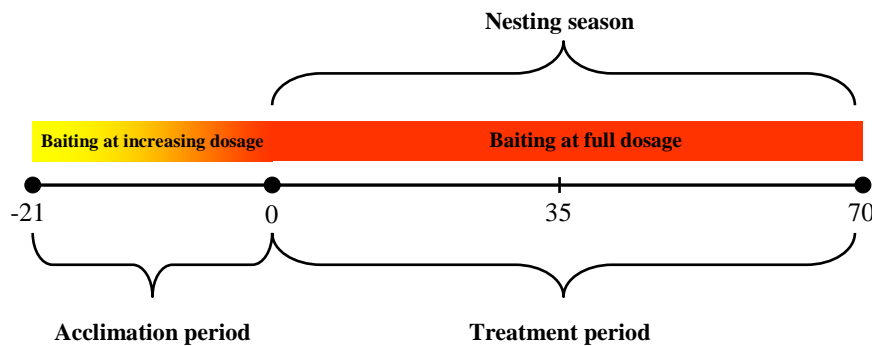 Nesting season
Baiting at increasing dosage
Baiting at full dosage
-21
0
35
70
Acclimation period
Treatment period